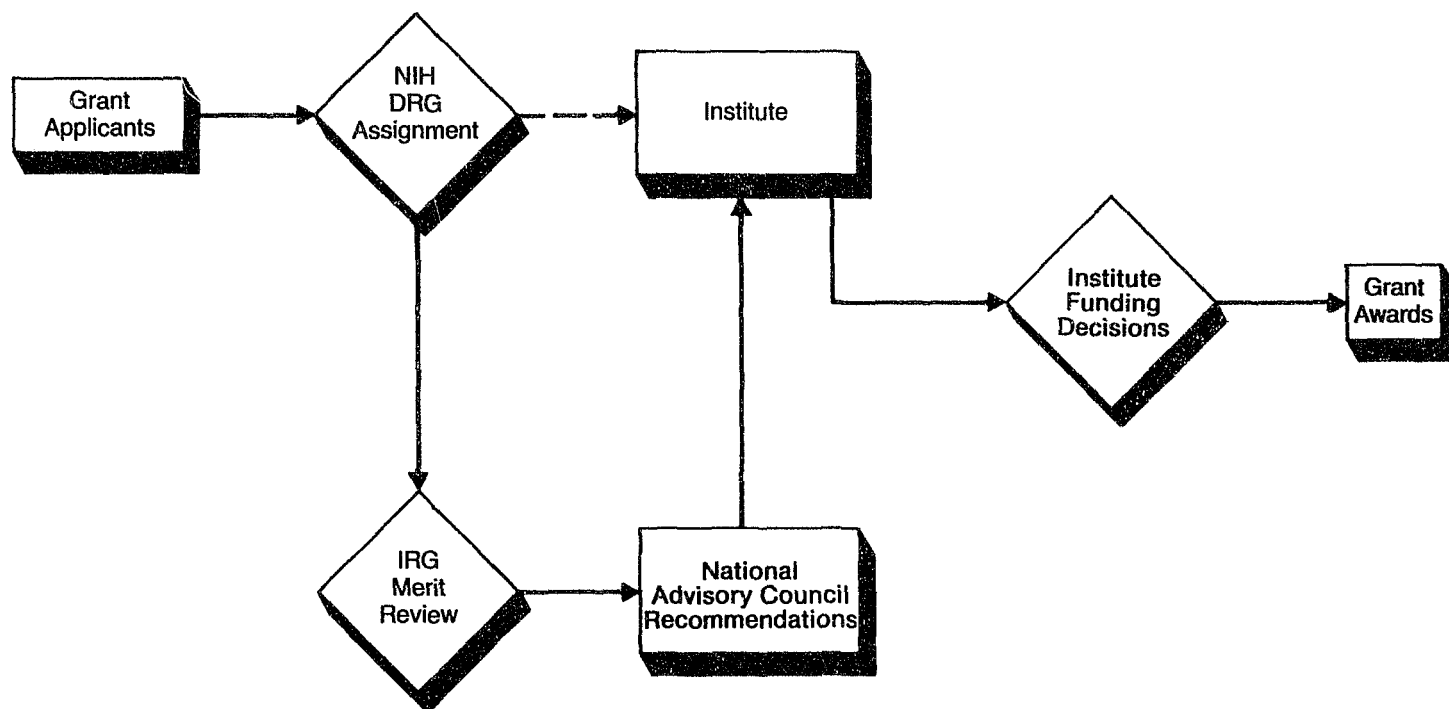 Grant
Applicants
NIH
DRG
Assignment
Institute
Institute
Funding
Decisions
Grant
Awards
IRG
Merit
Review
National
Advisory Council
Recommendations